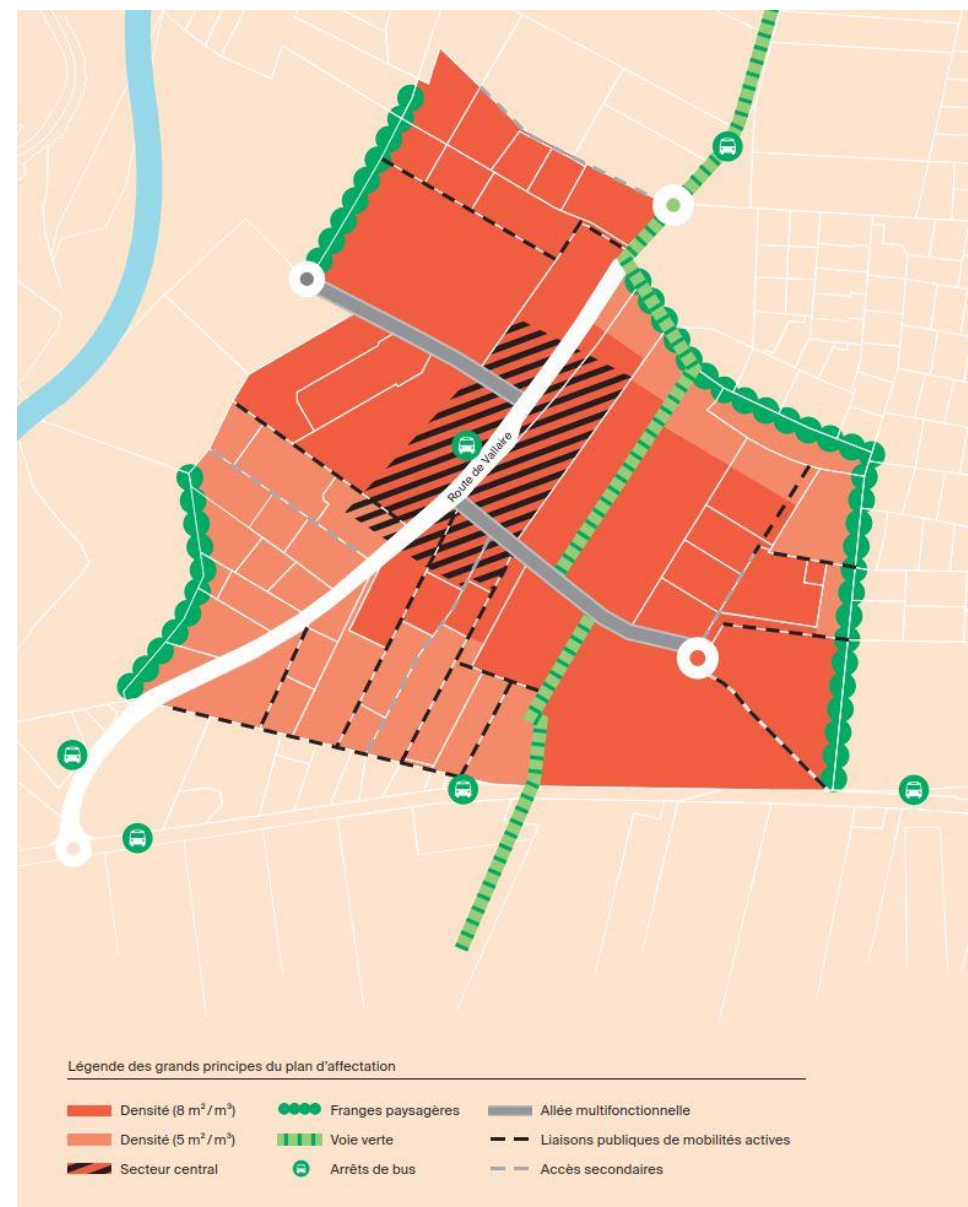 Route de Vallaire
Légende des grands principes du plan d'affectation
Densité (8 m²/m³)
Densité (5 m²/m³)
Secteur central
Franges paysagères
Voie verte
Arrêts de bus
Allée multifonctionnelle
Liaisons publiques de mobilités actives
Accès secondaires